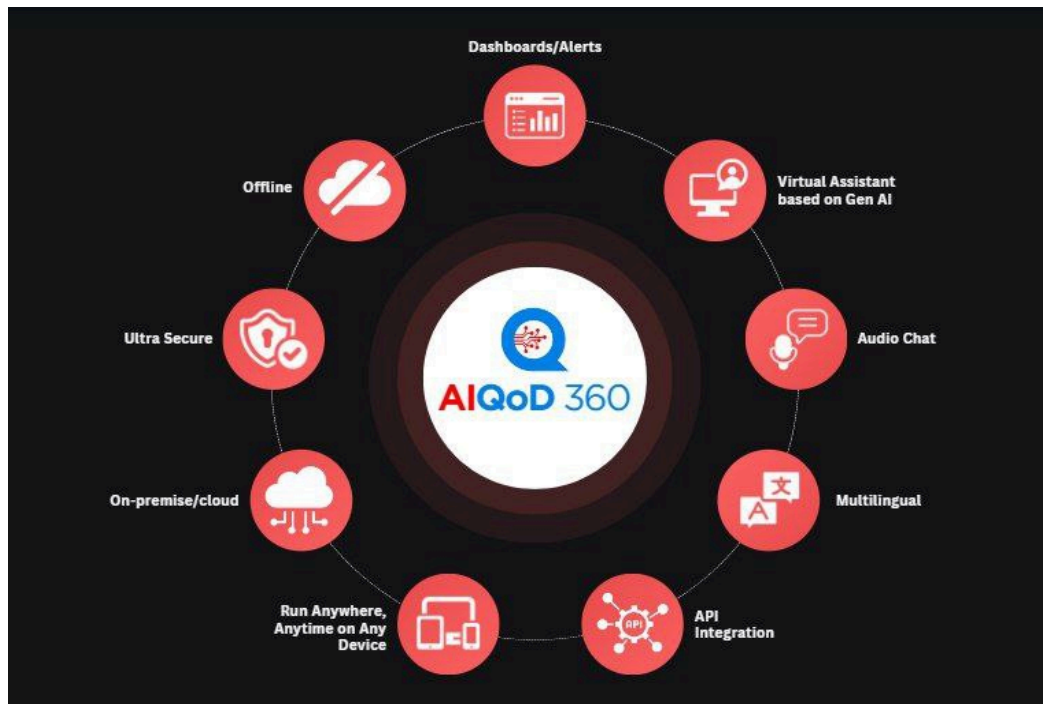 Dashboards/Alerts
Virtual Assistant
based on Gen AI
Audio Chat
文
A
Multilingual
API
API
Integration
Run Anywhere,
Anytime on Any
Device
On-premise/cloud
Ultra Secure
Offline
AIQoD 360